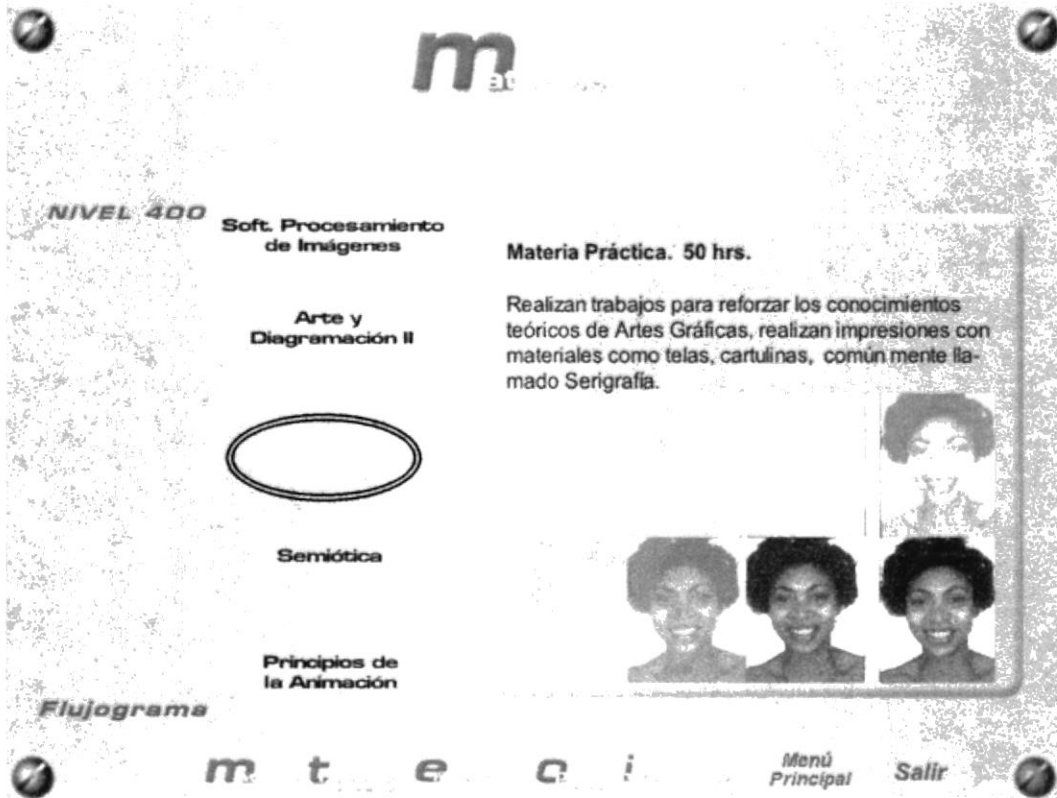 m
NIVEL 400
Soft. Procesamiento
de Imágenes
Materia Práctica. 50 hrs.
Realizan trabajos para reforzar los conocimientos
teóricos de Artes Gráficas, realizan impresiones con
materiales como telas, cartulinas, común mente lla-
mado Serigrafía.
Arte y
Diagramación II
Semiótica
Principios de
la Animación
Flujograma
m t e c i
Menú
Principal
Salir